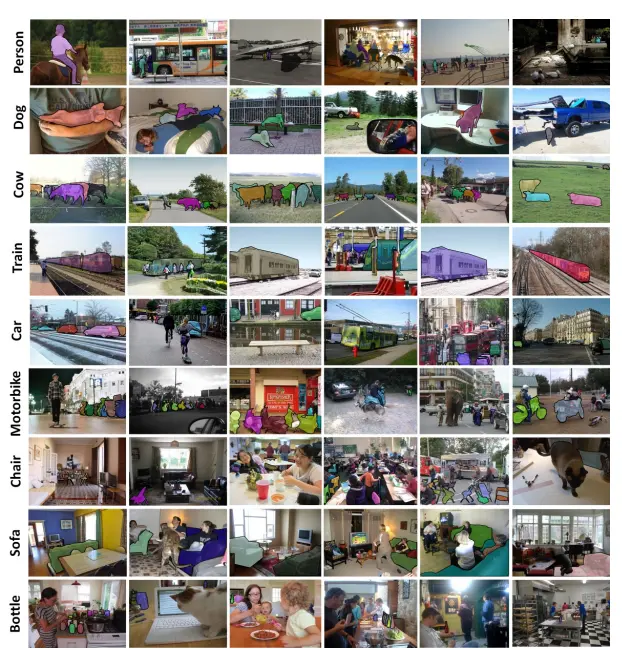 Person
Dog
Cow
Train
Car
Motorbike
Chair
Sofa
Bottle